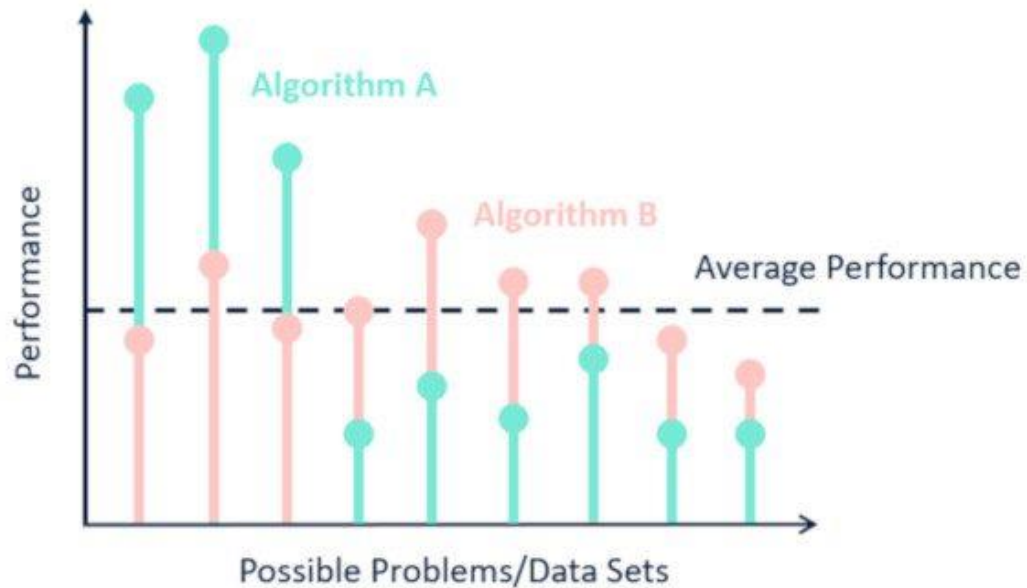 Algorithm A
Algorithm B
Average Performance
Performance
Possible Problems/Data Sets